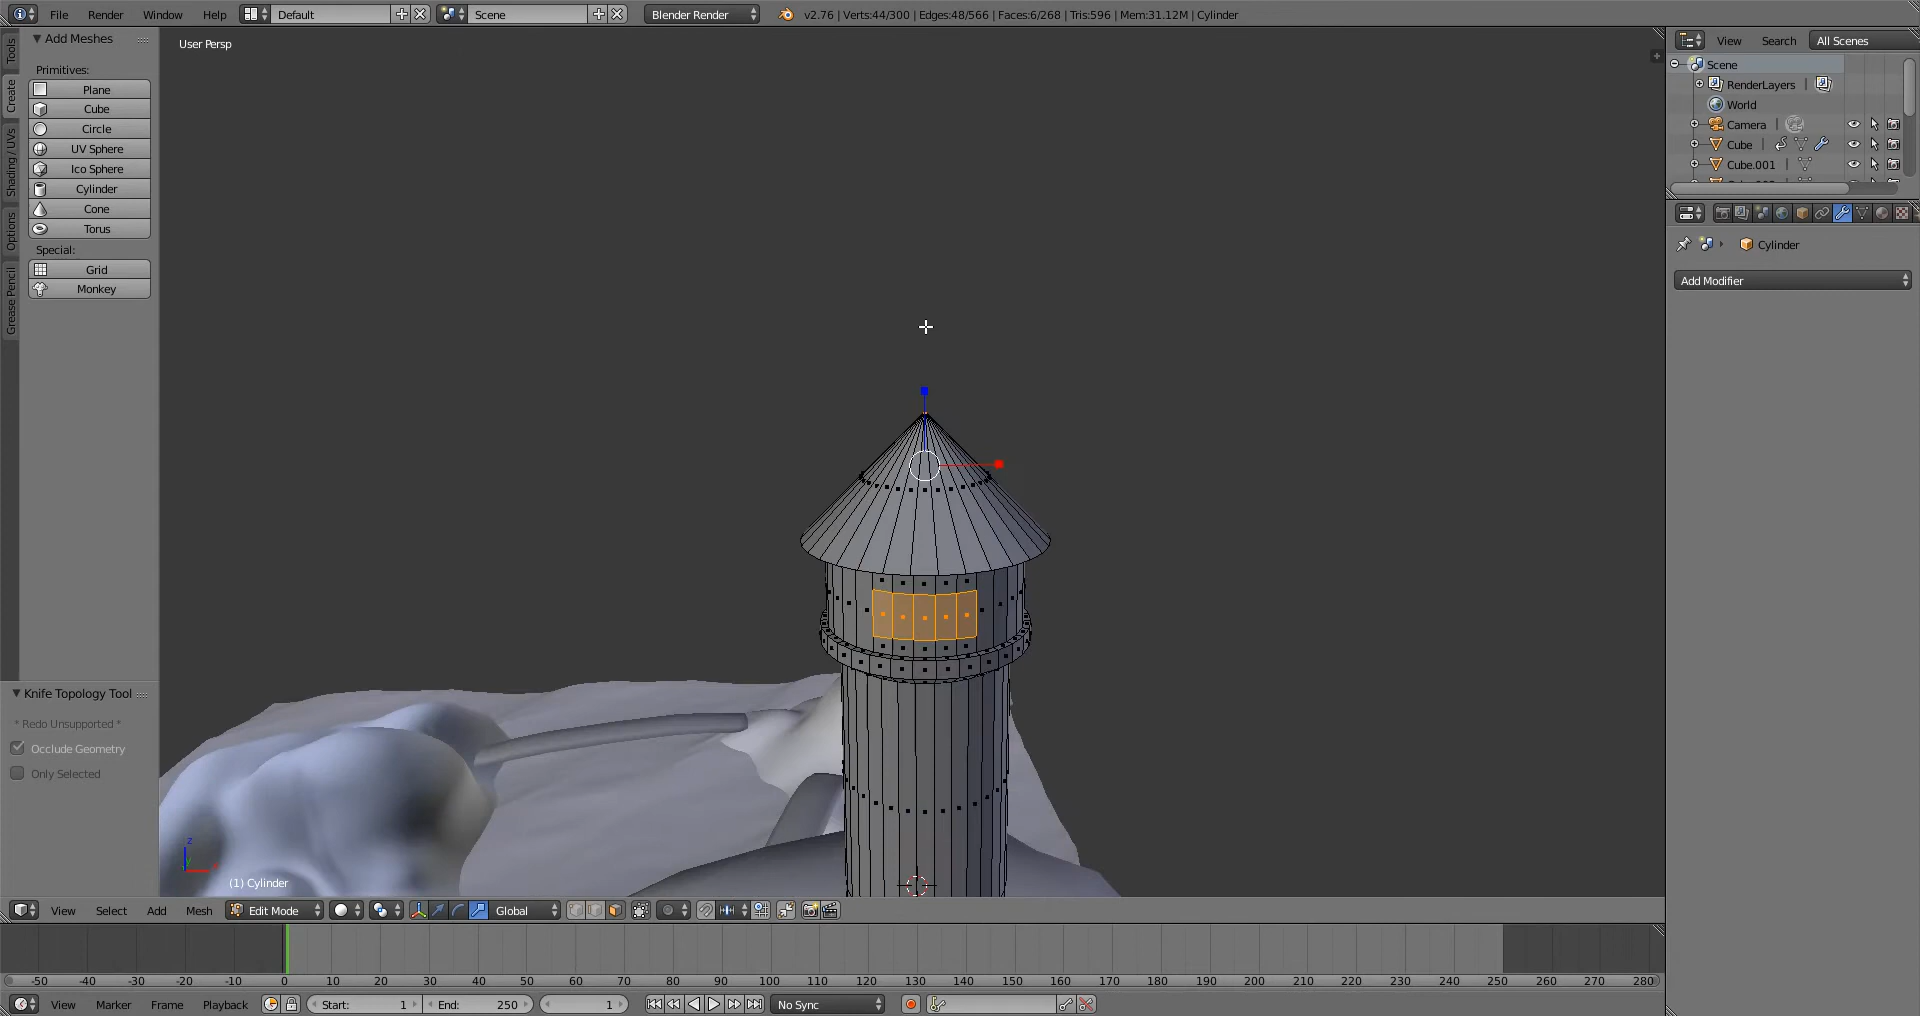 File Render Window Help Default Scene Blender Render v2.76 | Verts:44/300 | Edges:48/566 | Faces:6/268 | Tris:596 | Mem:31.12M | Cylinder
Tools
Create
Shading / UVs
Options
Grease Pencil
Add Meshes
Primitives:
Plane
Cube
Circle
UV Sphere
Ico Sphere
Cylinder
Cone
Torus
Special:
Grid
Monkey
Knife Topology Tool
* Redo Unsupported *
Occlude Geometry
Only Selected
User Persp
z
(1) Cylinder
View Search All Scenes
Scene
RenderLayers |
World
Camera |
Cube |
Cube.001 |
Cylinder
Add Modifier
View Select Add Mesh Edit Mode Global
-50 -40 -30 -20 -10 0 10 20 30 40 50 60 70 80 90 100 110 120 130 140 150 160 170 180 190 200 210 220 230 240 250 260 270 280
View Marker Frame Playback Start: 1 End: 250 1 No Sync